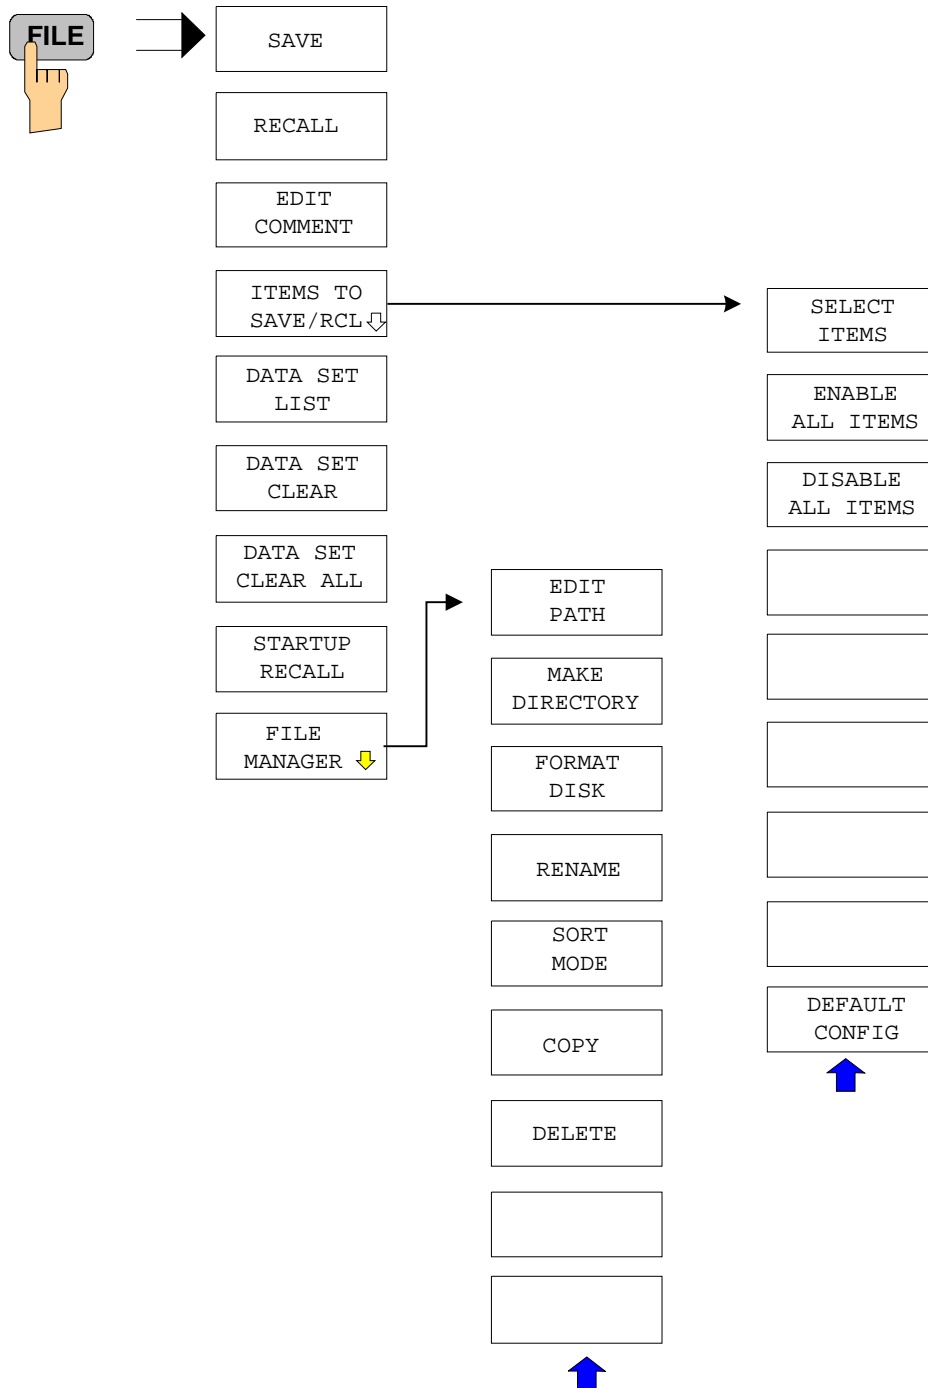 FILE
SAVE
RECALL
EDIT
COMMENT
ITEMS TO
SAVE/RCL
DATA SET
LIST
DATA SET
CLEAR
DATA SET
CLEAR ALL
STARTUP
RECALL
FILE
MANAGER
EDIT
PATH
MAKE
DIRECTORY
FORMAT
DISK
RENAME
SORT
MODE
COPY
DELETE
SELECT
ITEMS
ENABLE
ALL ITEMS
DISABLE
ALL ITEMS
DEFAULT
CONFIG